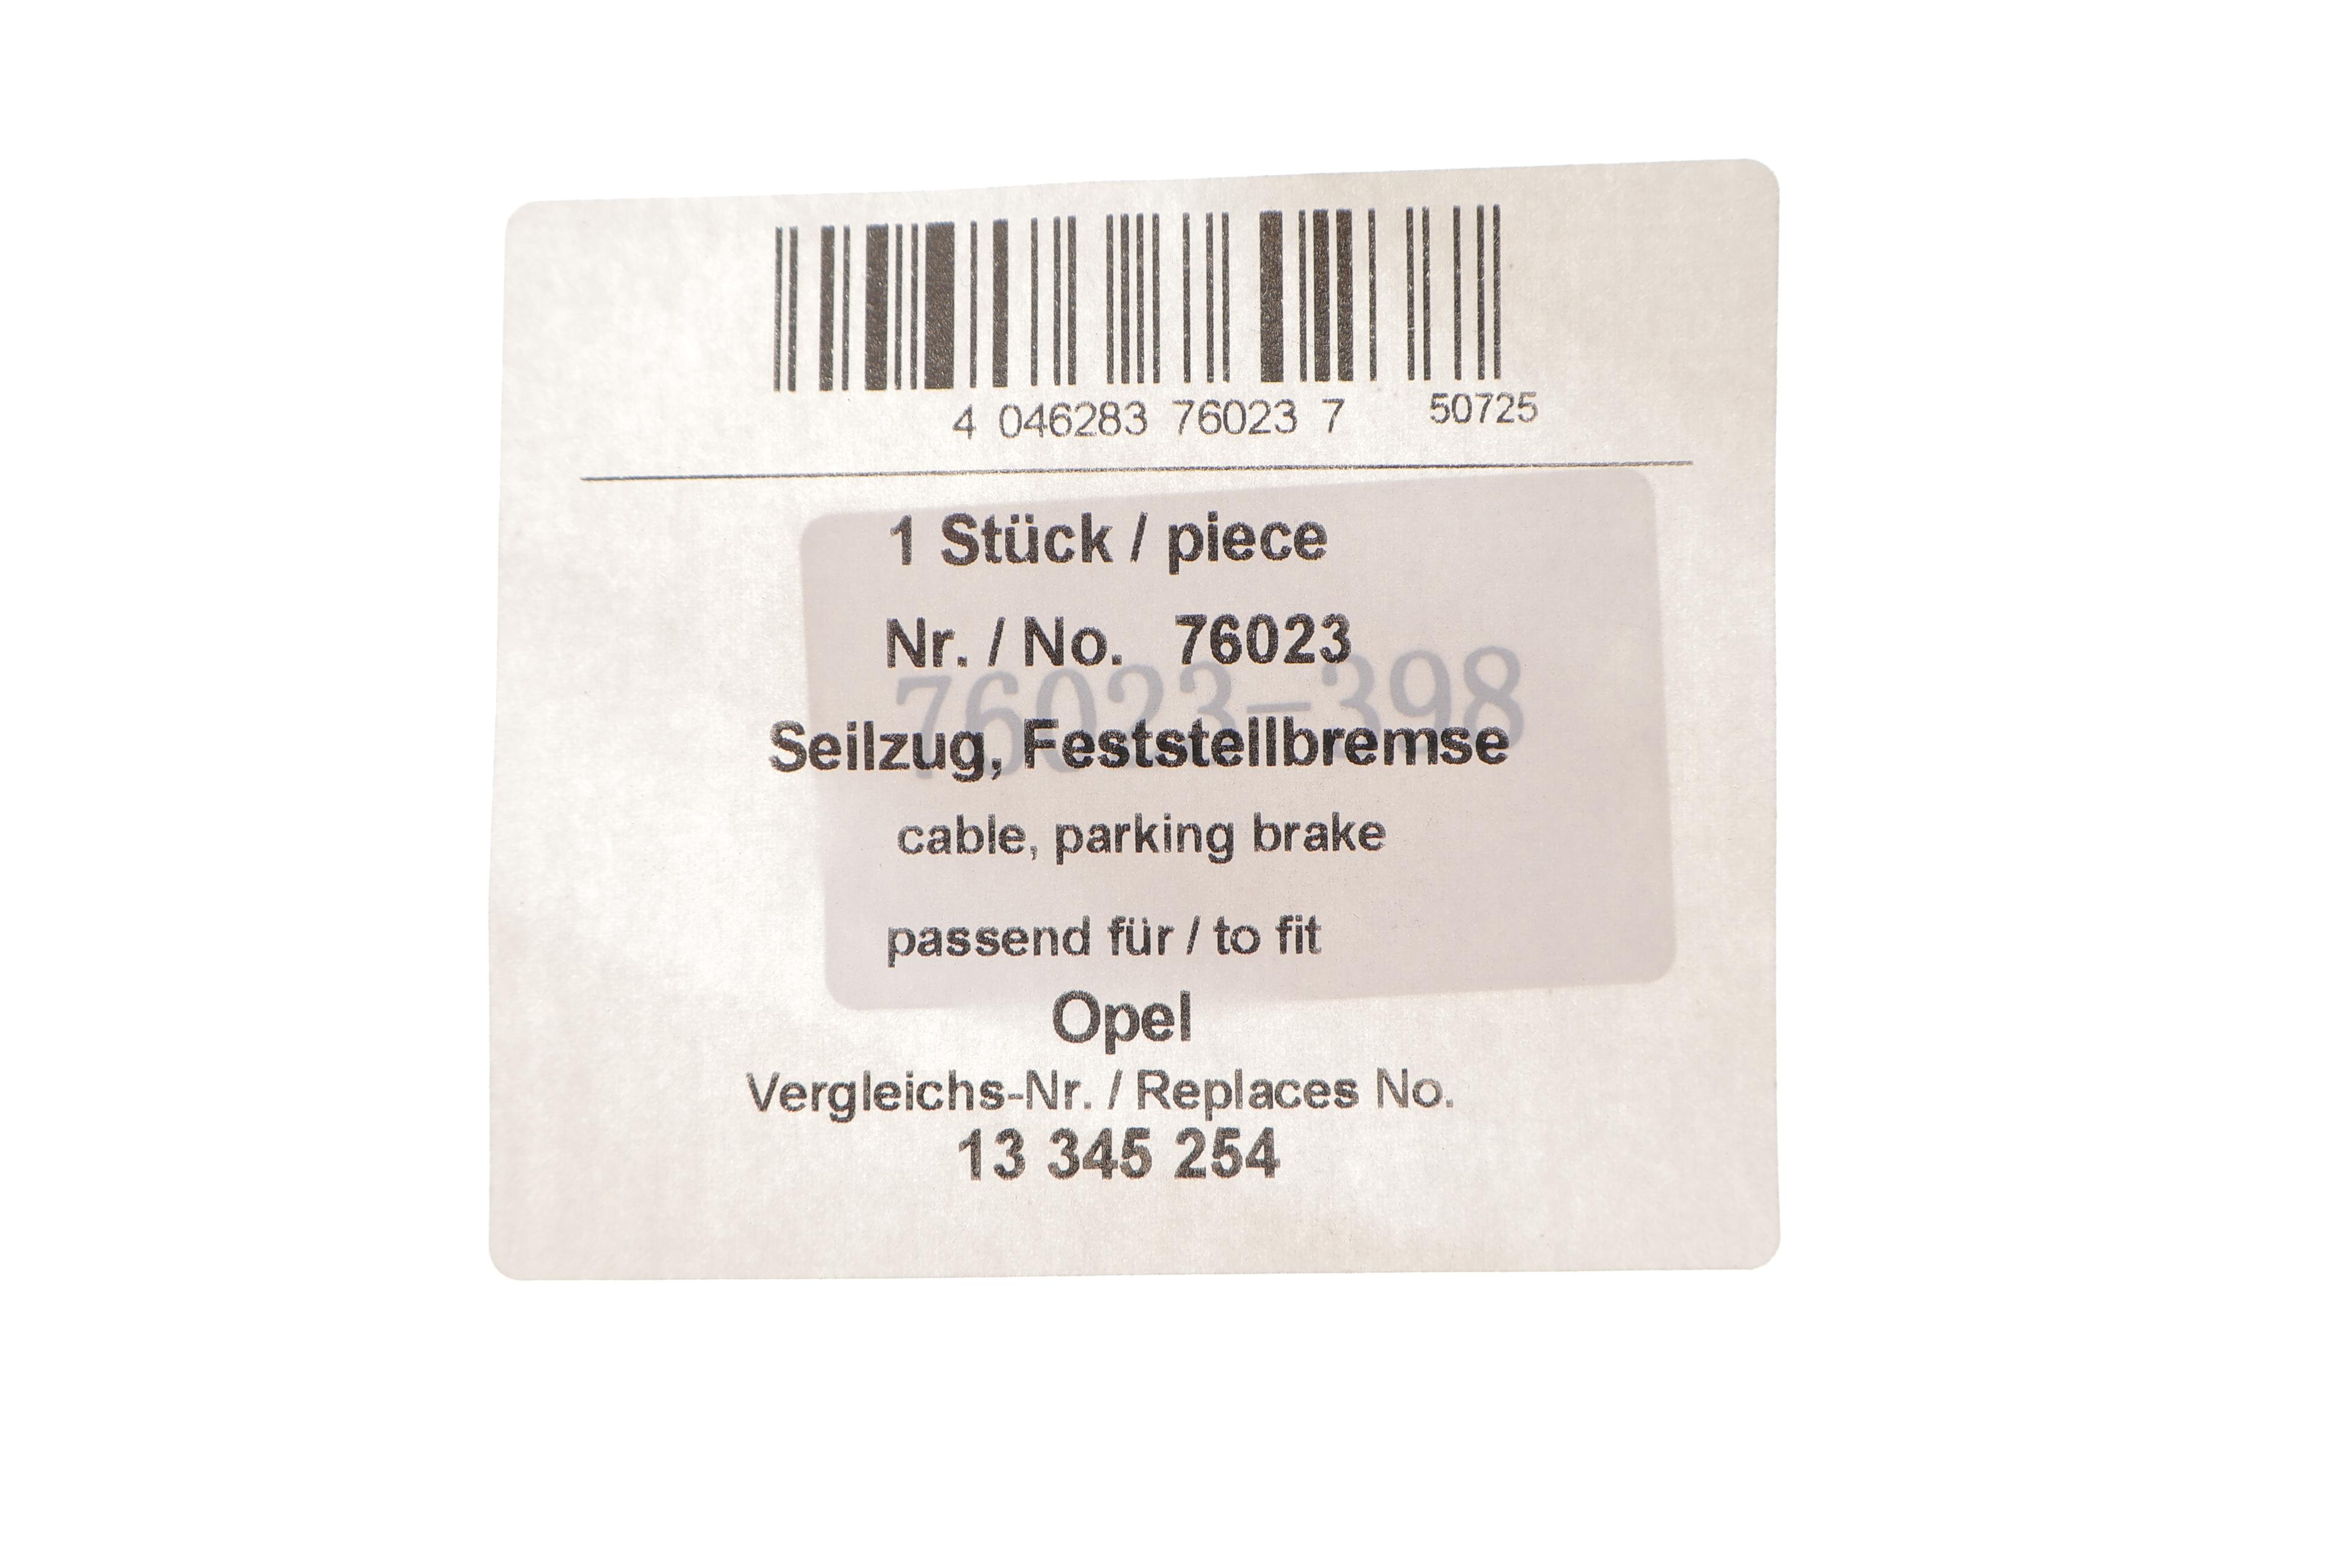 4 046283 76023 7 50725
1 Stück / piece
Nr. / No. 76023
76023-398
Seilzug, Feststellbremse
cable, parking brake
passend für / to fit
Opel
Vergleichs-Nr. / Replaces No.
13 345 254